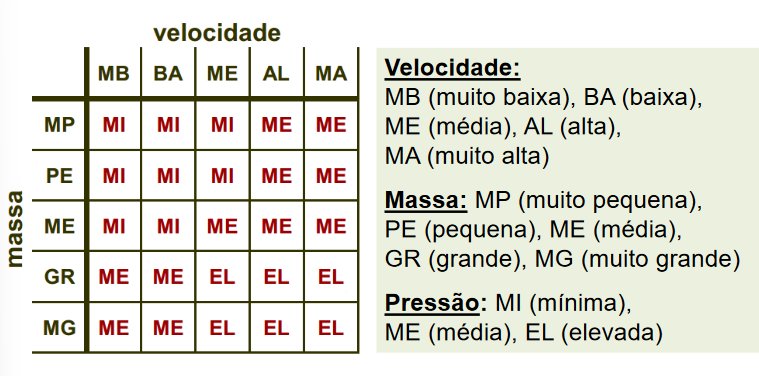 velocidade
MB BA ME AL MA
massa
MP MI MI MI ME ME
PE MI MI MI ME ME
ME MI MI ME ME ME
GR ME ME EL EL EL
MG ME ME EL EL EL
Velocidade:
MB (muito baixa), BA (baixa),
ME (média), AL (alta),
MA (muito alta)
Massa: MP (muito pequena),
PE (pequena), ME (média),
GR (grande), MG (muito grande)
Pressão: MI (mínima),
ME (média), EL (elevada)